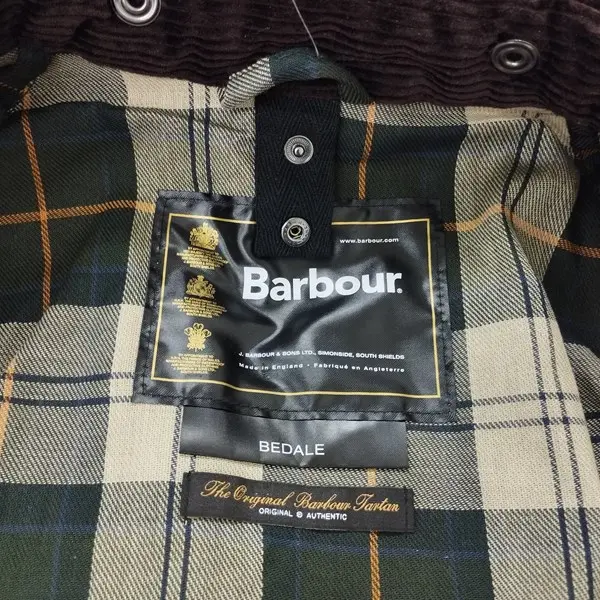 www.barbour.com
Barbour®
J. BARBOUR & SONS LTD., SIMONSIDE, SOUTH SHIELDS
Made in England • Fabriqué en Angleterre
BEDALE
The Original Barbour Tartan
ORIGINAL & AUTHENTIC